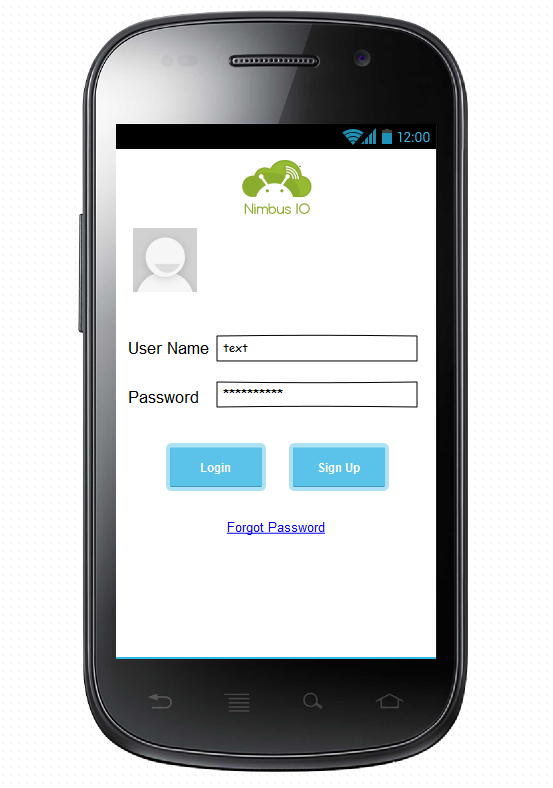 12:00
Nimbus IO
User Name text
Password **********
Login Sign Up
Forgot Password